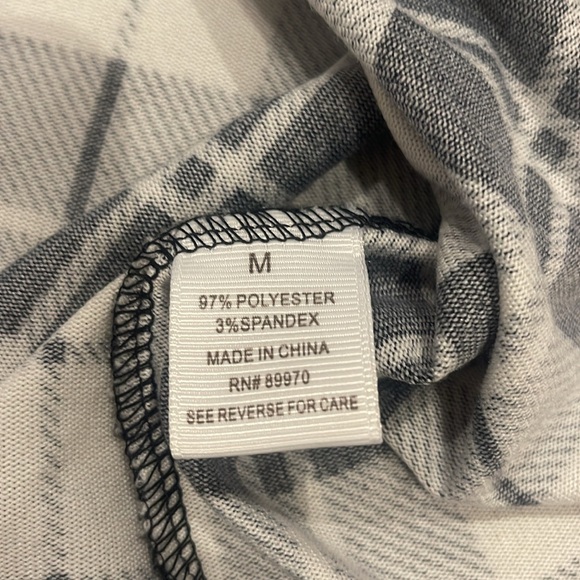 M
97% POLYESTER
3%SPANDEX
MADE IN CHINA
RN# 89970
SEE REVERSE FOR CARE